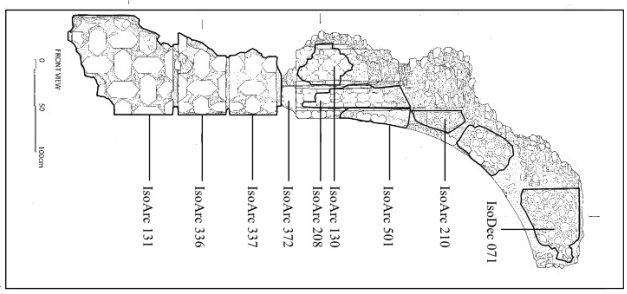 FRONT VIEW
0 50 100cm
IsoArc 131
IsoArc 336
IsoArc 337
IsoArc 372
IsoArc 208
IsoArc 130
IsoArc 501
IsoArc 210
IsoDec 071